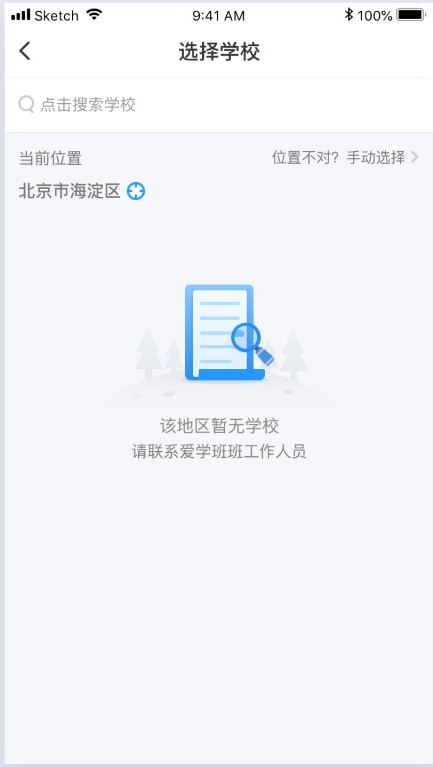 Sketch 9:41 AM 100%
选择学校
点击搜索学校
当前位置 位置不对？手动选择
北京市海淀区
该地区暂无学校
请联系爱学班班工作人员